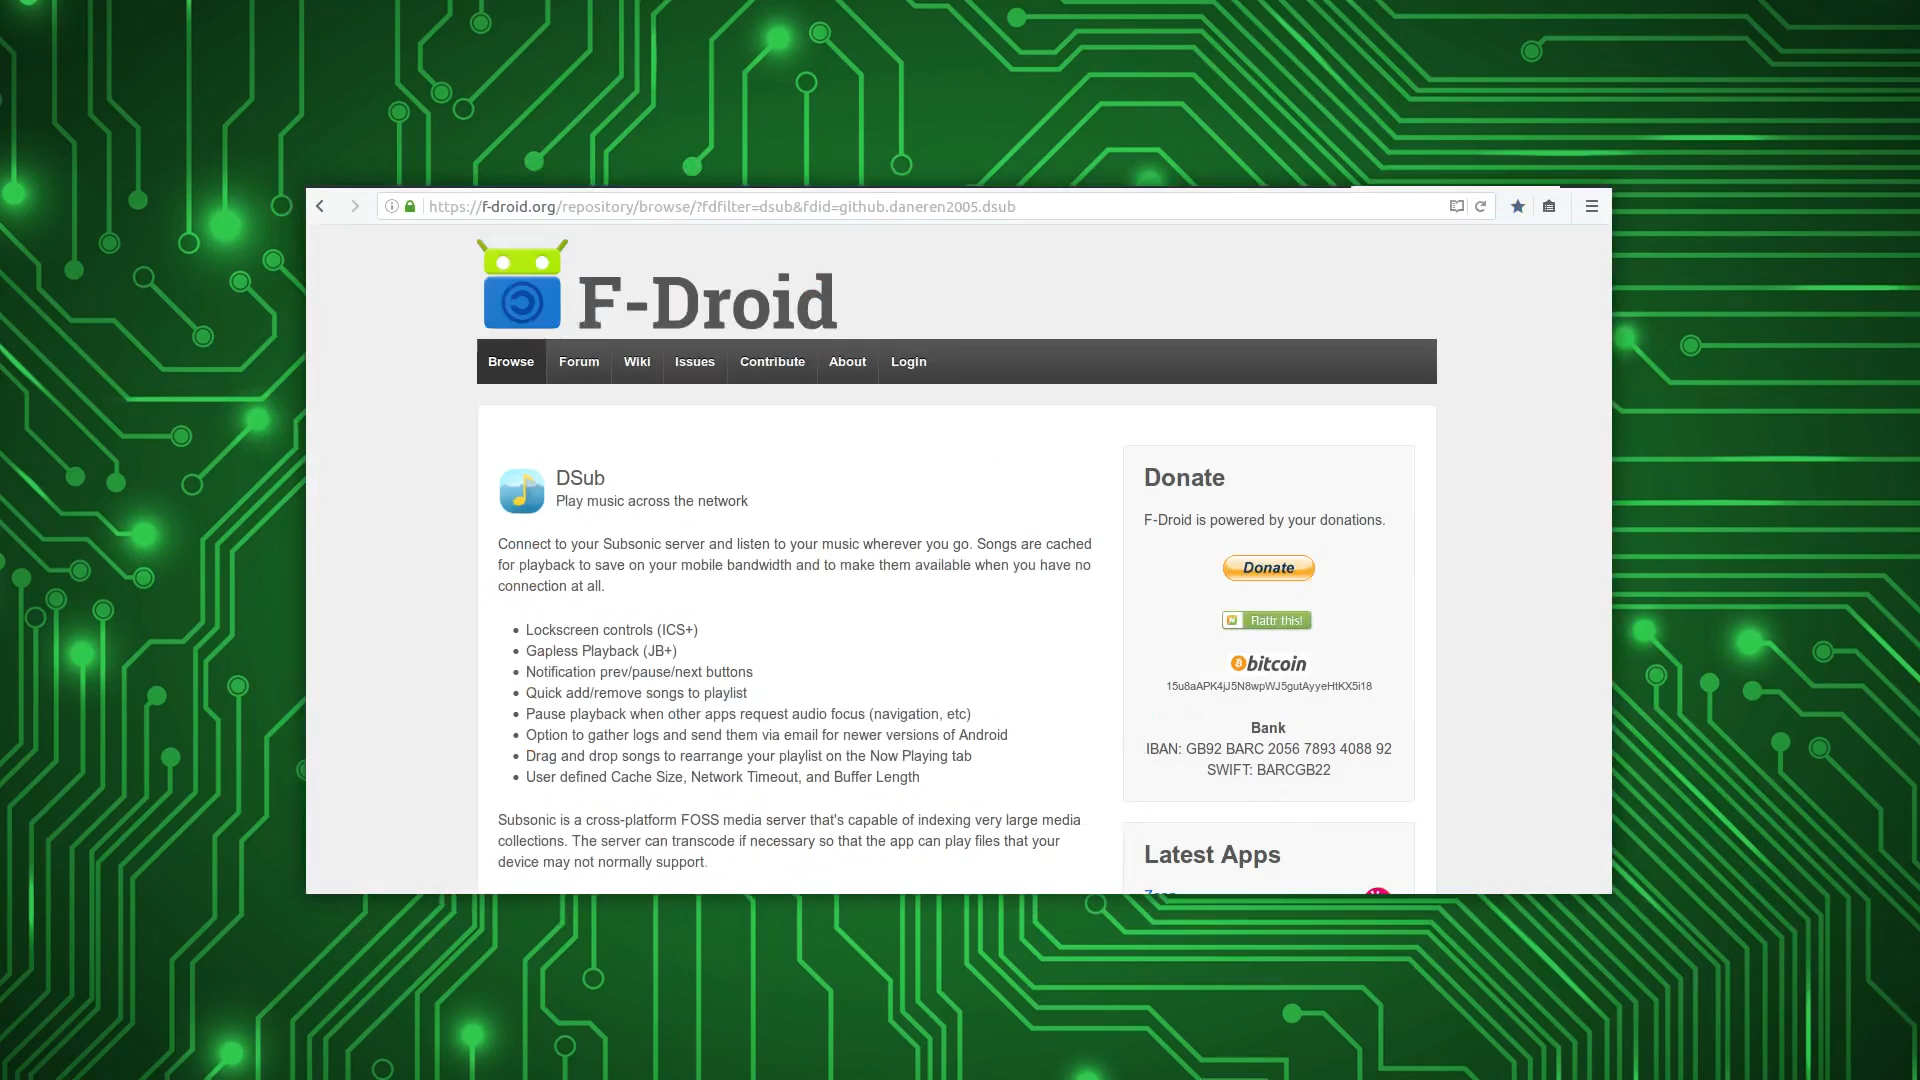 https://f-droid.org/repository/browse/?fdfilter=dsub&fdid=github.daneren2005.dsub
F-Droid
Browse Forum Wiki Issues Contribute About Login
DSub
Play music across the network
Connect to your Subsonic server and listen to your music wherever you go. Songs are cached
for playback to save on your mobile bandwidth and to make them available when you have no
connection at all.
Lockscreen controls (ICS+)
Gapless Playback (JB+)
Notification prev/pause/next buttons
Quick add/remove songs to playlist
Pause playback when other apps request audio focus (navigation, etc)
Option to gather logs and send them via email for newer versions of Android
Drag and drop songs to rearrange your playlist on the Now Playing tab
User defined Cache Size, Network Timeout, and Buffer Length
Subsonic is a cross-platform FOSS media server that's capable of indexing very large media
collections. The server can transcode if necessary so that the app can play files that your
device may not normally support.
Donate
F-Droid is powered by your donations.
Donate
Flattr this!
bitcoin
15u8aAPK4jJ5N8wpWJ5gutAyyeHtKX5i18
Bank
IBAN: GB92 BARC 2056 7893 4088 92
SWIFT: BARCGB22
Latest Apps